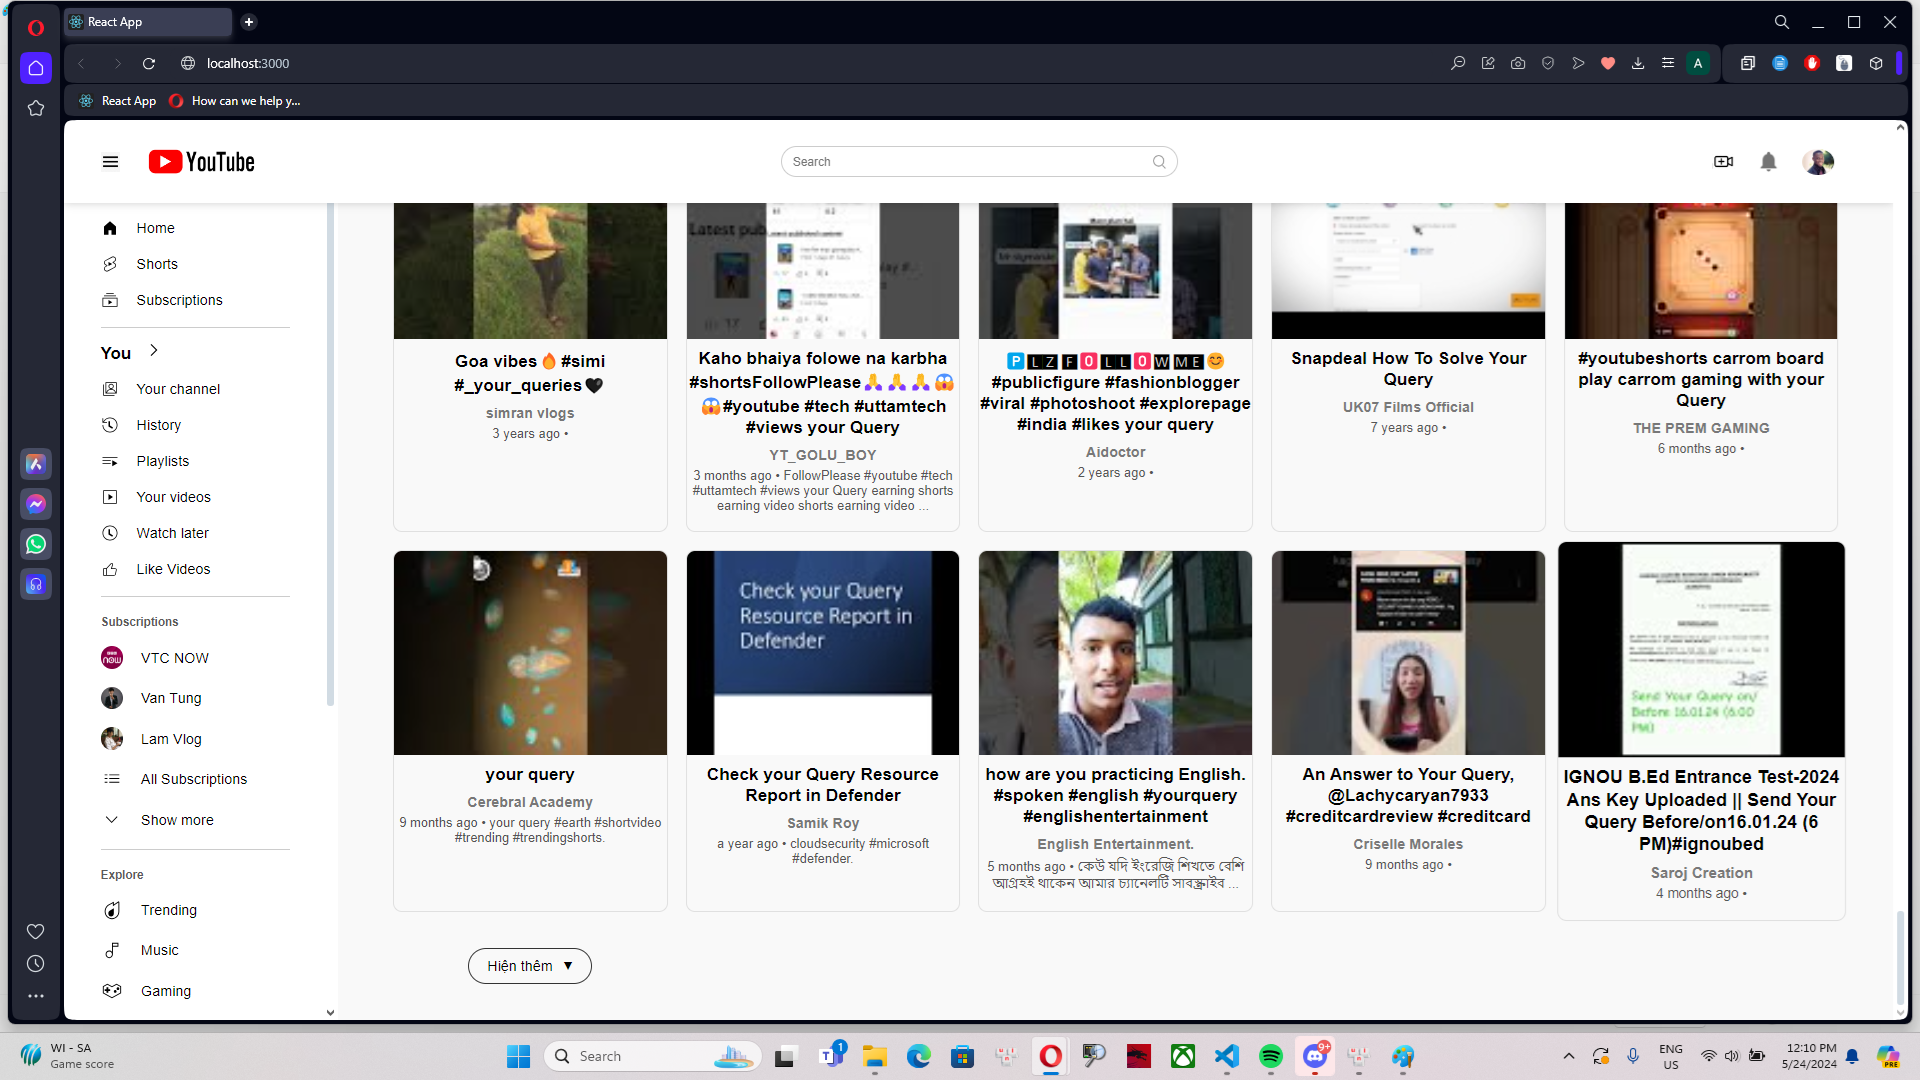 React App
localhost:3000
A
React App
How can we help y...
YouTube
Search
Home
Shorts
Subscriptions
You
Your channel
History
Playlists
Your videos
Watch later
Like Videos
Subscriptions
VTC NOW
Van Tung
Lam Vlog
All Subscriptions
Show more
Explore
Trending
Music
Gaming
Goa vibes🔥#simi
#_your_queries🖤
simran vlogs
3 years ago •
Kaho bhaiya folowe na karbha
#shortsFollowPlease🙏🙏🙏😱
😱#youtube #tech #uttamtech
#views your Query
YT_GOLU_BOY
3 months ago • FollowPlease #youtube #tech
#uttamtech #views your Query earning shorts
earning video shorts earning video ...
🅿🅻🆉 🅵🅾🅻🅻🅾🆆 🅼🅴😊
#publicfigure #fashionblogger
#viral #photoshoot #explorepage
#india #likes your query
Aidoctor
2 years ago •
Snapdeal How To Solve Your
Query
UK07 Films Official
7 years ago •
#youtubeshorts carrom board
play carrom gaming with your
Query
THE PREM GAMING
6 months ago •
your query
Cerebral Academy
9 months ago • your query #earth #shortvideo
#trending #trendingshorts.
Check your Query
Resource Report in
Defender
Check your Query Resource
Report in Defender
Samik Roy
a year ago • cloudsecurity #microsoft
#defender.
how are you practicing English.
#spoken #english #yourquery
#englishentertainment
English Entertainment.
5 months ago • কেউ যদি ইংরেজি শিখতে বেশি
আগ্রহই থাকেন আমার চ্যানেলটি সাবস্ক্রাইব ...
An Answer to Your Query,
@Lachycaryan7933
#creditcardreview #creditcard
Criselle Morales
9 months ago •
Send Your Query on/
Before 16.01.24 (6.00
PM)
IGNOU B.Ed Entrance Test-2024
Ans Key Uploaded || Send Your
Query Before/on16.01.24 (6
PM)#ignoubed
Saroj Creation
4 months ago •
Hiện thêm ▼
WI - SA
Game score
Search
1
9+
ENG
US
12:10 PM
5/24/2024
PRE